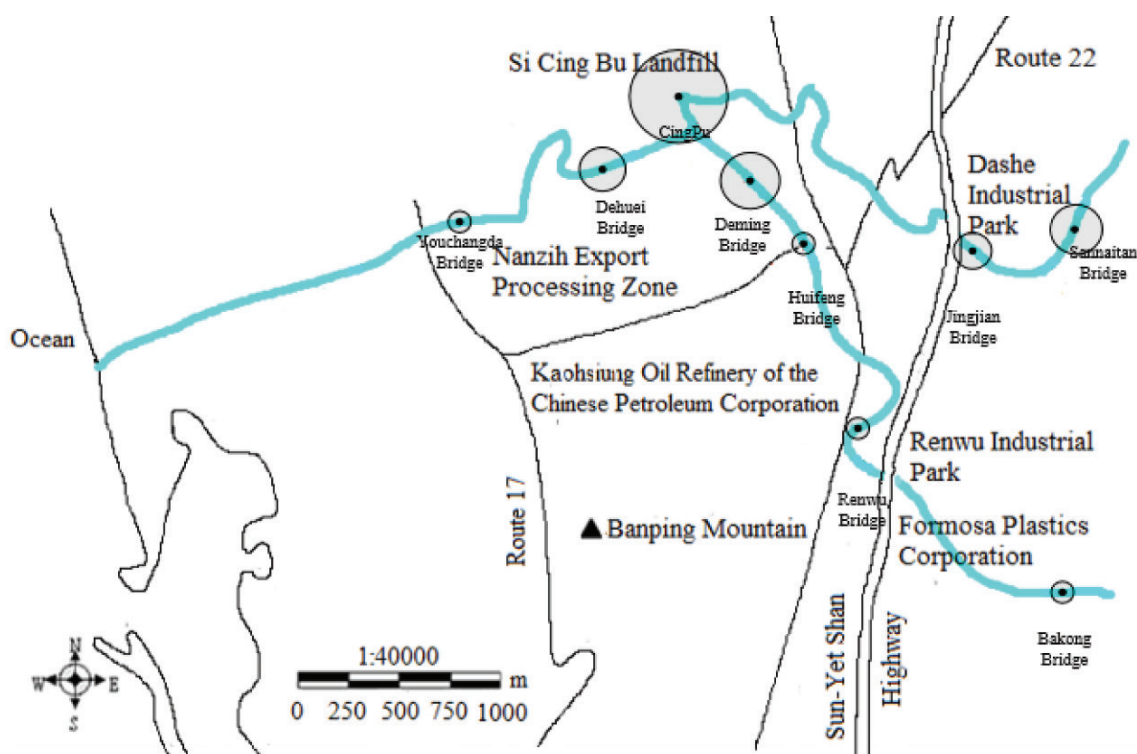 Si Cing Bu Landfill
Route 22
CingPu
Dashe
Industrial
Park
Dehuei
Bridge
Deming
Bridge
Youchangda
Bridge
Sannaitan
Bridge
Nanzih Export
Processing Zone
Huifeng
Bridge
Jingjian
Bridge
Ocean
Kaohsiung Oil Refinery of the
Chinese Petroleum Corporation
Renwu Industrial
Park
Renwu
Bridge
Route 17
Banping Mountain
Formosa Plastics
Corporation
Sun-Yet Shan
Highway
Bakong
Bridge
N
W E
S
1:40000
m
0 250 500 750 1000